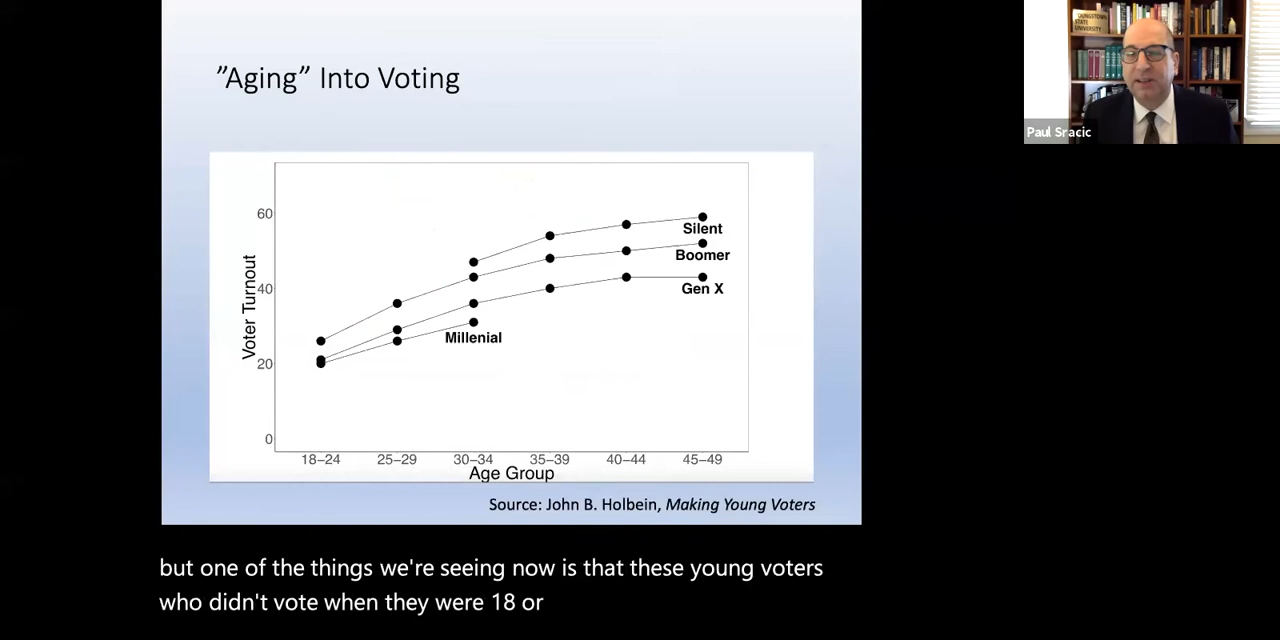 ”Aging” Into Voting
YOUNGSTOWN
STATE
UNIVERSITY
Paul Sracic
Voter Turnout
60
40
20
0
Silent
Boomer
Gen X
Millenial
18–24 25–29 30–34 35–39 40–44 45–49
Age Group
Source: John B. Holbein, Making Young Voters
but one of the things we're seeing now is that these young voters
who didn't vote when they were 18 or